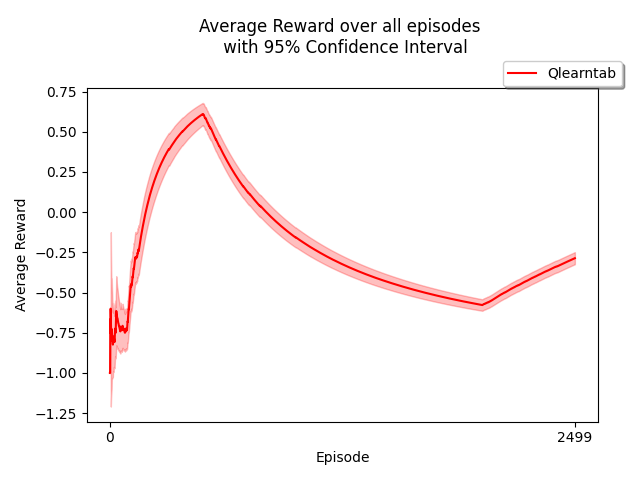 Average Reward over all episodes
with 95% Confidence Interval
Qlearntab
0.75
0.50
0.25
0.00
−0.25
−0.50
−0.75
−1.00
−1.25
Average Reward
0
2499
Episode